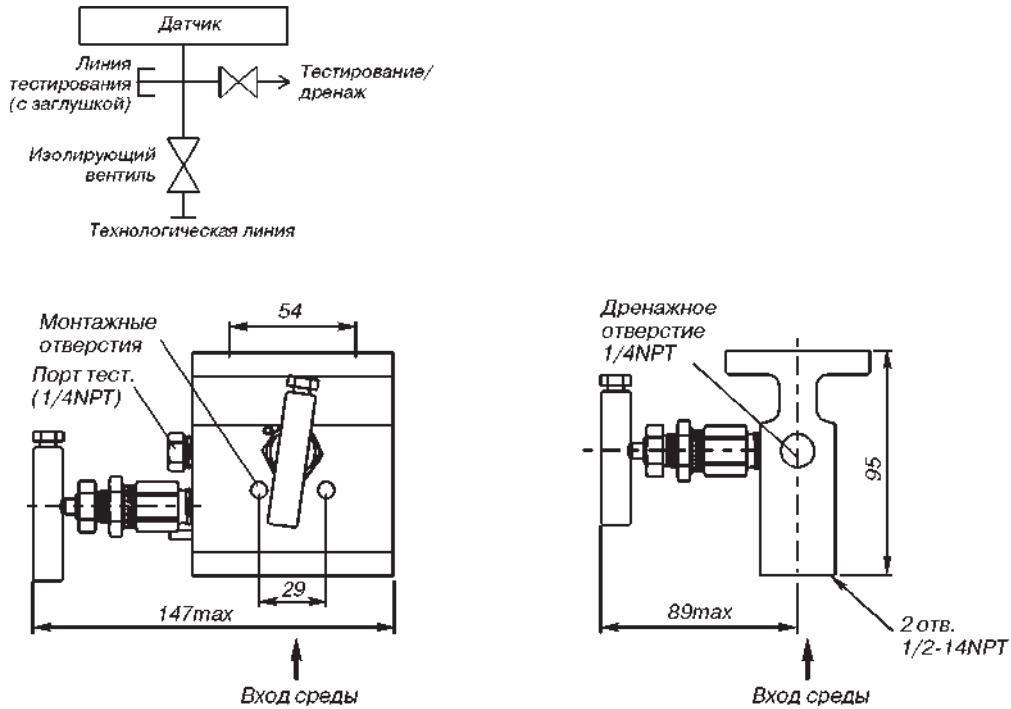 Датчик
Линия
тестирования
(с заглушкой)
Тестирование/
дренаж
Изолирующий
вентиль
Технологическая линия
54
Монтажные
отверстия
Порт тест.
(1/4NPT)
29
147max
Вход среды
Дренажное
отверстие
1/4NPT
95
89max
2 отв.
1/2-14NPT
Вход среды